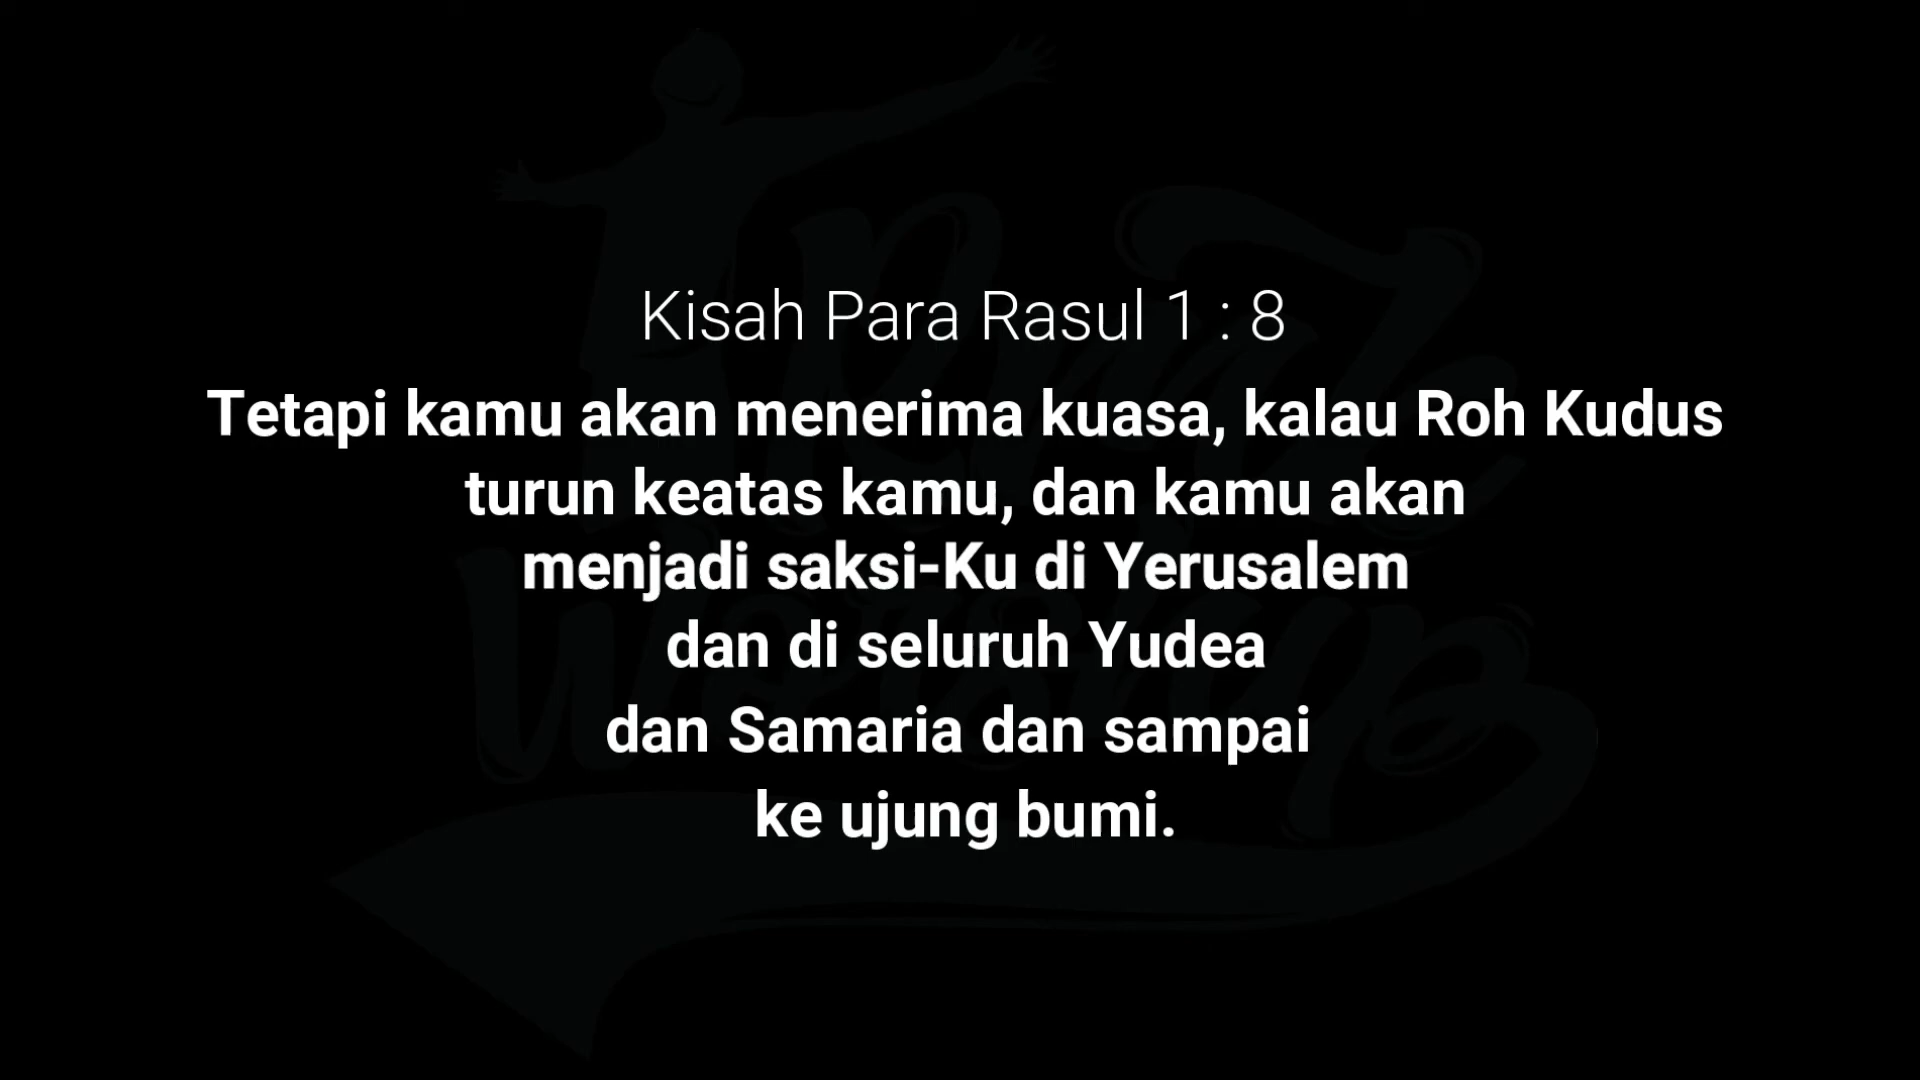 Kisah Para Rasul 1 : 8
Tetapi kamu akan menerima kuasa, kalau Roh Kudus
turun keatas kamu, dan kamu akan
menjadi saksi-Ku di Yerusalem
dan di seluruh Yudea
dan Samaria dan sampai
ke ujung bumi.